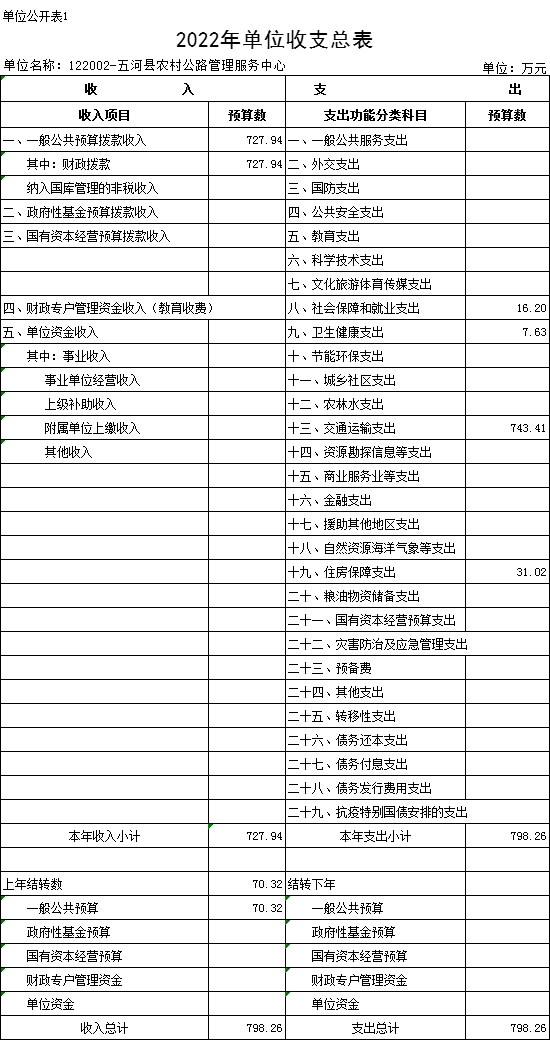 单位公开表1
2022年单位收支总表
单位名称：122002-五河县农村公路管理服务中心 单位：万元
收 入 支 出
收入项目 预算数 支出功能分类科目 预算数
一、一般公共预算拨款收入 727.94 一、一般公共服务支出
其中：财政拨款 727.94 二、外交支出
纳入国库管理的非税收入 三、国防支出
二、政府性基金预算拨款收入 四、公共安全支出
三、国有资本经营预算拨款收入 五、教育支出
六、科学技术支出
七、文化旅游体育传媒支出
四、财政专户管理资金收入（教育收费） 八、社会保障和就业支出 16.20
五、单位资金收入 九、卫生健康支出 7.63
其中：事业收入 十、节能环保支出
事业单位经营收入 十一、城乡社区支出
上级补助收入 十二、农林水支出
附属单位上缴收入 十三、交通运输支出 743.41
其他收入 十四、资源勘探信息等支出
十五、商业服务业等支出
十六、金融支出
十七、援助其他地区支出
十八、自然资源海洋气象等支出
十九、住房保障支出 31.02
二十、粮油物资储备支出
二十一、国有资本经营预算支出
二十二、灾害防治及应急管理支出
二十三、预备费
二十四、其他支出
二十五、转移性支出
二十六、债务还本支出
二十七、债务付息支出
二十八、债务发行费用支出
二十九、抗疫特别国债安排的支出
本年收入小计 727.94 本年支出小计 798.26
上年结转数 70.32 结转下年
一般公共预算 70.32 一般公共预算
政府性基金预算 政府性基金预算
国有资本经营预算 国有资本经营预算
财政专户管理资金 财政专户管理资金
单位资金 单位资金
收入总计 798.26 支出总计 798.26